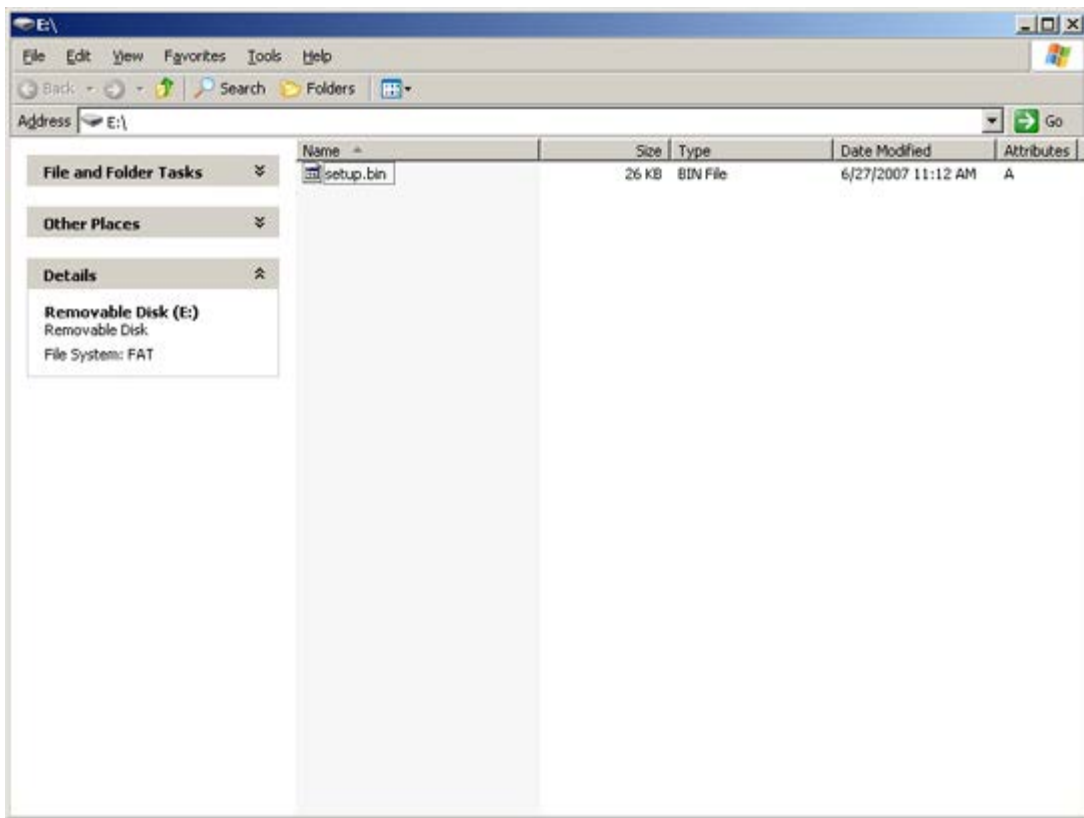 E:\
File Edit View Favorites Tools Help
Back Search Folders
Address E:\ Go
File and Folder Tasks
Other Places
Details
Removable Disk (E:)
Removable Disk
File System: FAT
Name Size Type Date Modified Attributes
setup.bin 26 KB BIN File 6/27/2007 11:12 AM A